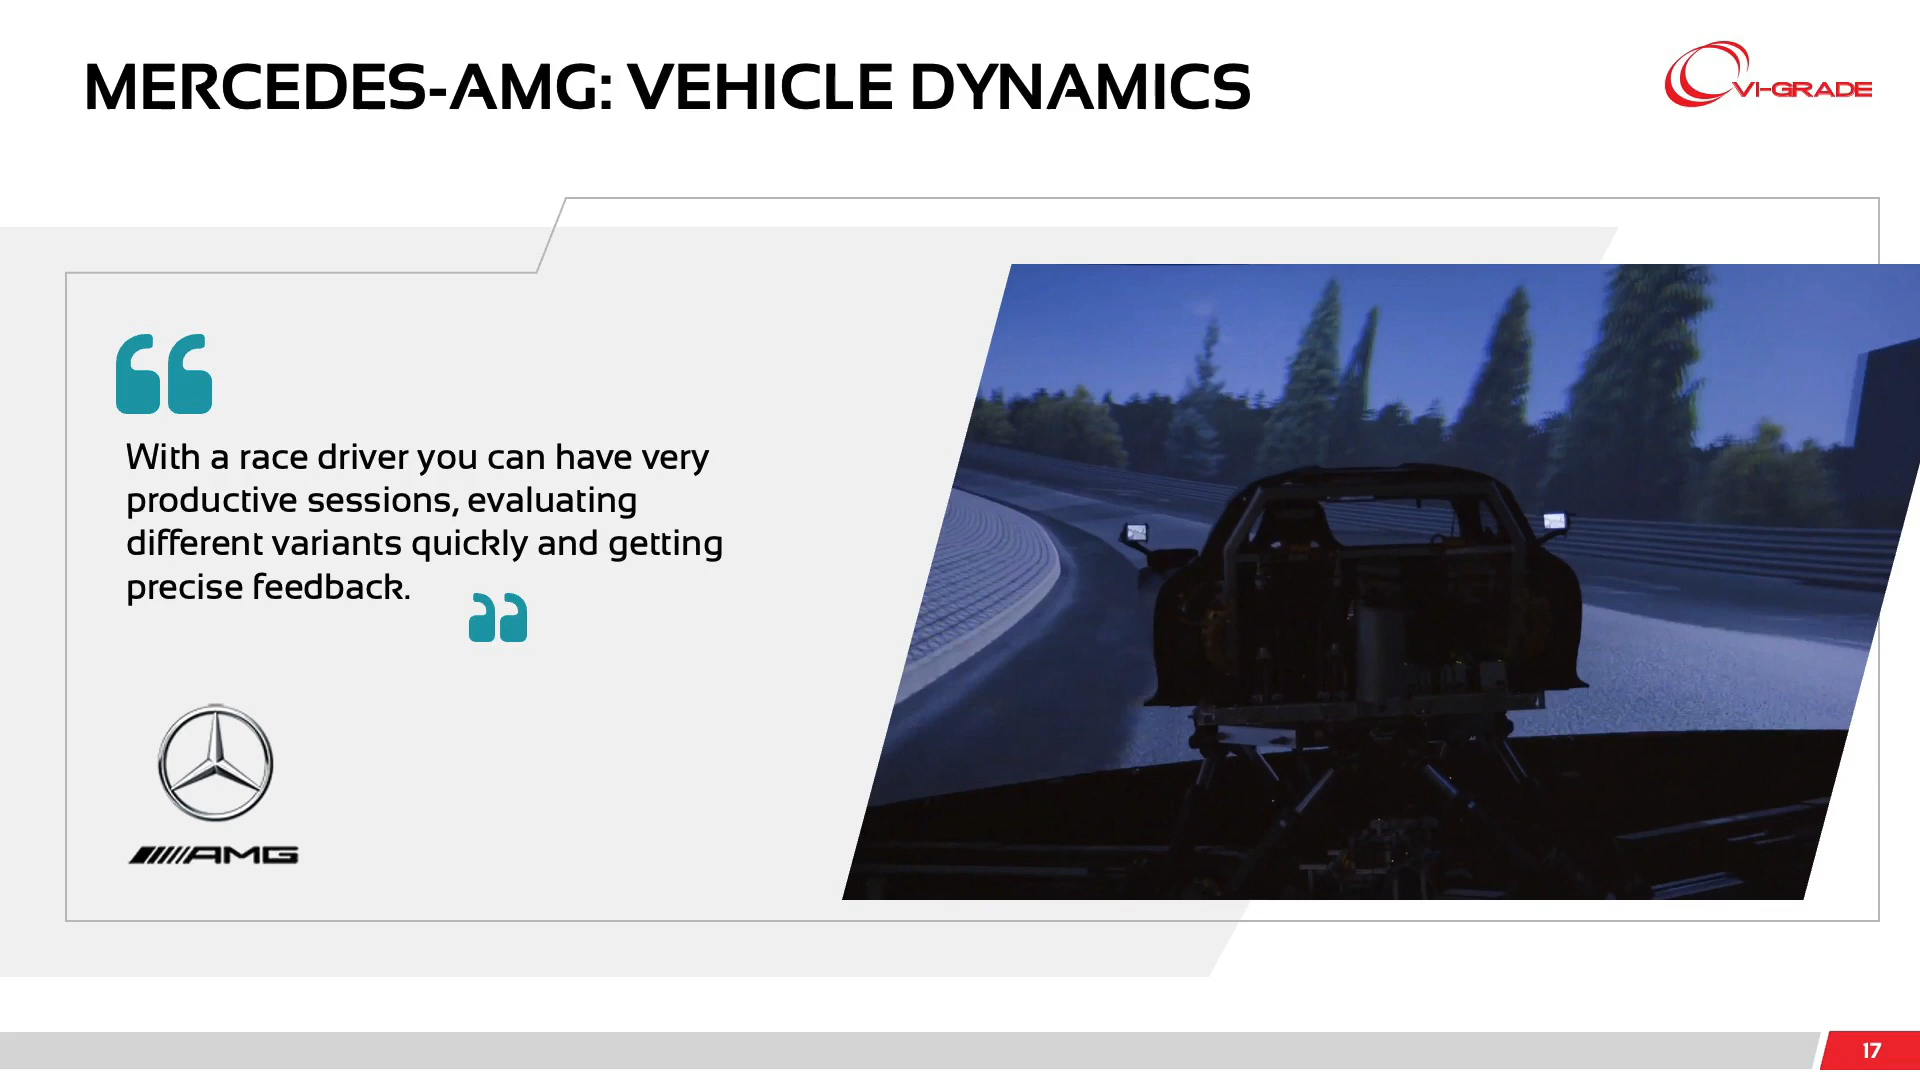 MERCEDES-AMG: VEHICLE DYNAMICS
VI-GRADE
With a race driver you can have very
productive sessions, evaluating
different variants quickly and getting
precise feedback.
AMG
17